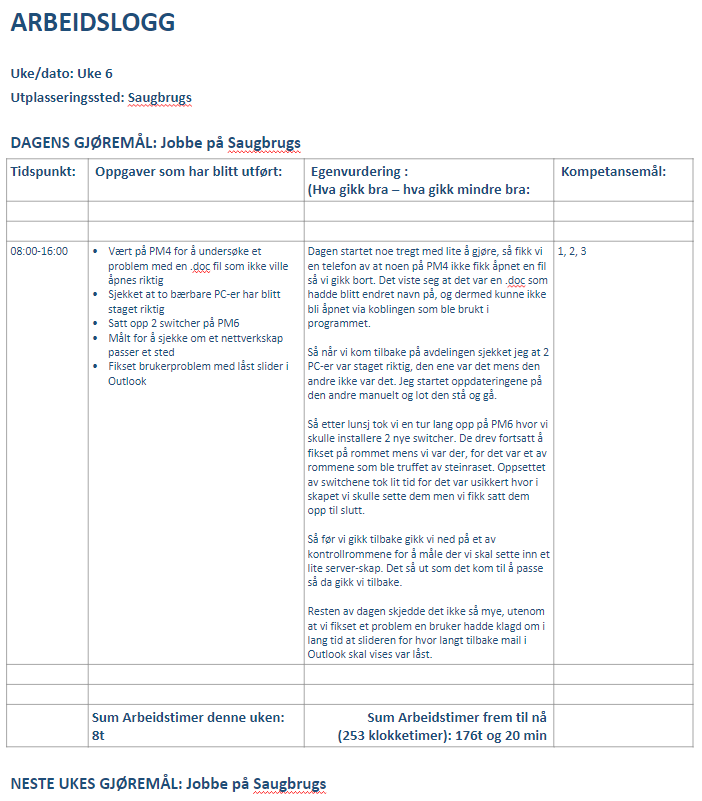 ARBEIDSLOGG
Uke/dato: Uke 6
Utplasseringssted: Saugbrugs
DAGENS GJØREMÅL: Jobbe på Saugbrugs
Tidspunkt:
Oppgaver som har blitt utført:
Egenvurdering :
(Hva gikk bra – hva gikk mindre bra:
Kompetansemål:
08:00-16:00
• Vært på PM4 for å undersøke et
problem med en .doc fil som ikke ville
åpnes riktig
• Sjekket at to bærbare PC-er har blitt
staget riktig
• Satt opp 2 switcher på PM6
• Målt for å sjekke om et nettverkskap
passer et sted
• Fikset brukerproblem med låst slider i
Outlook
Dagen startet noe tregt med lite å gjøre, så fikk vi
en telefon av at noen på PM4 ikke fikk åpnet en fil
så vi gikk bort. Det viste seg at det var en .doc som
hadde blitt endret navn på, og dermed kunne ikke
bli åpnet via koblingen som ble brukt i
programmet.
Så når vi kom tilbake på avdelingen sjekket jeg at 2
PC-er var staget riktig, den ene var det mens den
andre ikke var det. Jeg startet oppdateringene på
den andre manuelt og lot den stå og gå.
Så etter lunsj tok vi en tur lang opp på PM6 hvor vi
skulle installere 2 nye switcher. De drev fortsatt å
fikset på rommet mens vi var der, for det var et av
rommene som ble truffet av steinraset. Oppsettet
av switchene tok lit tid for det var usikkert hvor i
skapet vi skulle sette dem men vi fikk satt dem
opp til slutt.
Så før vi gikk tilbake gikk vi ned på et av
kontrollrommene for å måle der vi skal sette inn et
lite server-skap. Det så ut som det kom til å passe
så da gikk vi tilbake.
Resten av dagen skjedde det ikke så mye, utenom
at vi fikset et problem en bruker hadde klagd om i
lang tid at slideren for hvor langt tilbake mail i
Outlook skal vises var låst.
1, 2, 3
Sum Arbeidstimer denne uken:
8t
Sum Arbeidstimer frem til nå
(253 klokketimer): 176t og 20 min
NESTE UKES GJØREMÅL: Jobbe på Saugbrugs